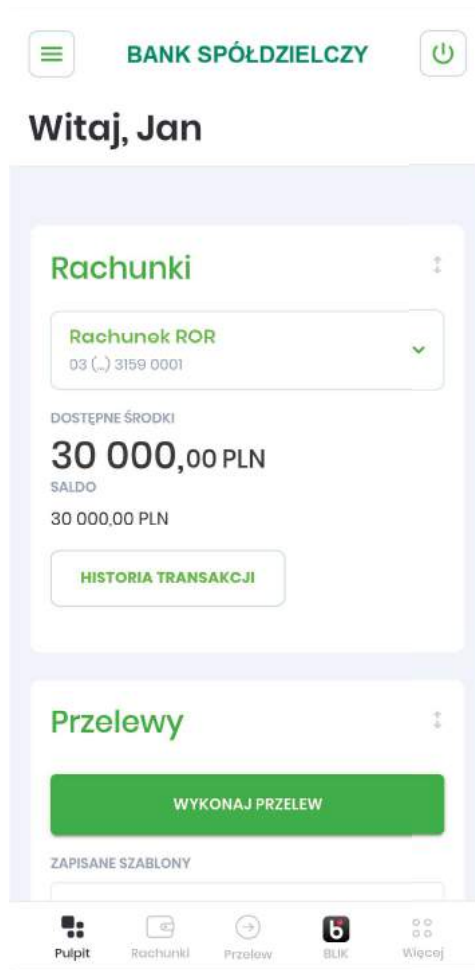 BANK SPÓŁDZIELCZY
Witaj, Jan
Rachunki
Rachunek ROR
03 (...) 3159 0001
DOSTĘPNE ŚRODKI
30 000,00 PLN
SALDO
30 000,00 PLN
HISTORIA TRANSAKCJI
Przelewy
WYKONAJ PRZELEW
ZAPISANE SZABLONY
Pulpit Rachunki Przelew BLIK Więcej